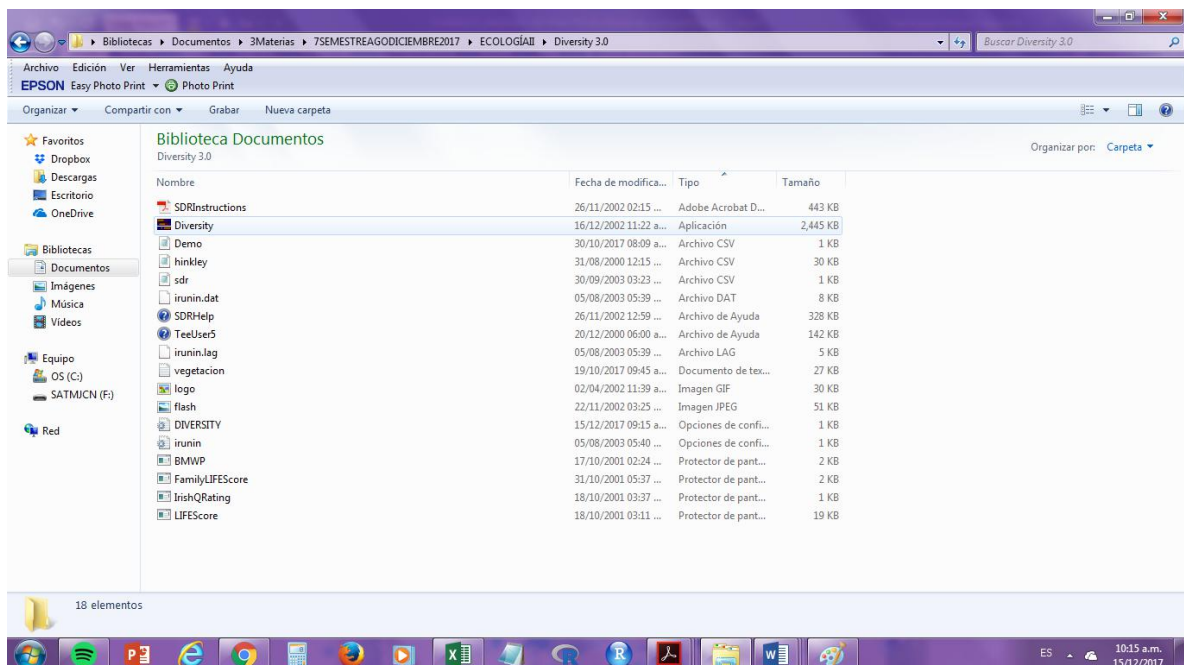 Bibliotecas ▸ Documentos ▸ 3Materias ▸ 7SEMESTREAGODICIEMBRE2017 ▸ ECOLOGÍAII ▸ Diversity 3.0
Buscar Diversity 3.0
Archivo Edición Ver Herramientas Ayuda
EPSON Easy Photo Print Photo Print
Organizar Compartir con Grabar Nueva carpeta
Favoritos
Dropbox
Descargas
Escritorio
OneDrive
Bibliotecas
Documentos
Imágenes
Música
Vídeos
Equipo
OS (C:)
SATMJCN (F:)
Red
Biblioteca Documentos
Diversity 3.0
Organizar por: Carpeta
Nombre Fecha de modifica... Tipo Tamaño
SDRInstructions 26/11/2002 02:15 ... Adobe Acrobat D... 443 KB
Diversity 16/12/2002 11:22 a... Aplicación 2,445 KB
Demo 30/10/2017 08:09 a... Archivo CSV 1 KB
hinkley 31/08/2000 12:15 ... Archivo CSV 30 KB
sdr 30/09/2003 03:23 ... Archivo CSV 1 KB
irunin.dat 05/08/2003 05:39 ... Archivo DAT 8 KB
SDRHelp 26/11/2002 12:59 ... Archivo de Ayuda 328 KB
TeeUser5 20/12/2000 06:00 a... Archivo de Ayuda 142 KB
irunin.lag 05/08/2003 05:39 ... Archivo LAG 5 KB
vegetacion 19/10/2017 09:45 a... Documento de tex... 27 KB
logo 02/04/2002 11:39 a... Imagen GIF 30 KB
flash 22/11/2002 03:25 ... Imagen JPEG 51 KB
DIVERSITY 15/12/2017 09:15 a... Opciones de confi... 1 KB
irunin 05/08/2003 05:40 ... Opciones de confi... 1 KB
BMWP 17/10/2001 02:24 ... Protector de pant... 2 KB
FamilyLIFEScore 31/10/2001 05:37 ... Protector de pant... 2 KB
IrishQRating 18/10/2001 03:37 ... Protector de pant... 1 KB
LIFEScore 18/10/2001 03:11 ... Protector de pant... 19 KB
18 elementos
ES 10:15 a.m.
15/12/2017